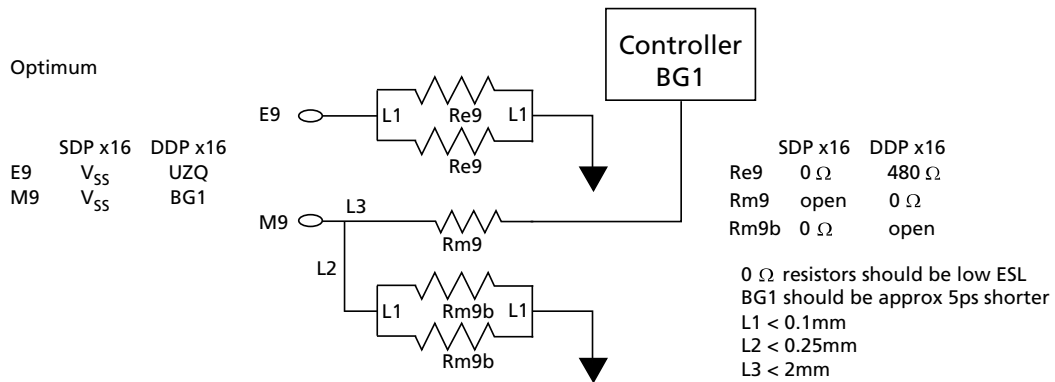 Controller
BG1
Optimum
E9
L1
Re9
L1
Re9
SDP x16 DDP x16
E9 VSS UZQ
M9 VSS BG1
SDP x16 DDP x16
Re9 0 Ω 480 Ω
Rm9 open 0 Ω
Rm9b 0 Ω open
M9
L3
Rm9
L2
L1
Rm9b
L1
Rm9b
0 Ω resistors should be low ESL
BG1 should be approx 5ps shorter
L1 < 0.1mm
L2 < 0.25mm
L3 < 2mm